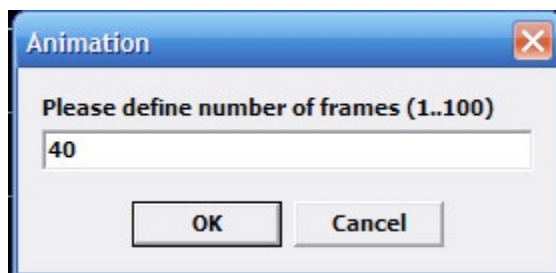 Animation
Please define number of frames (1..100)
40
OK
Cancel